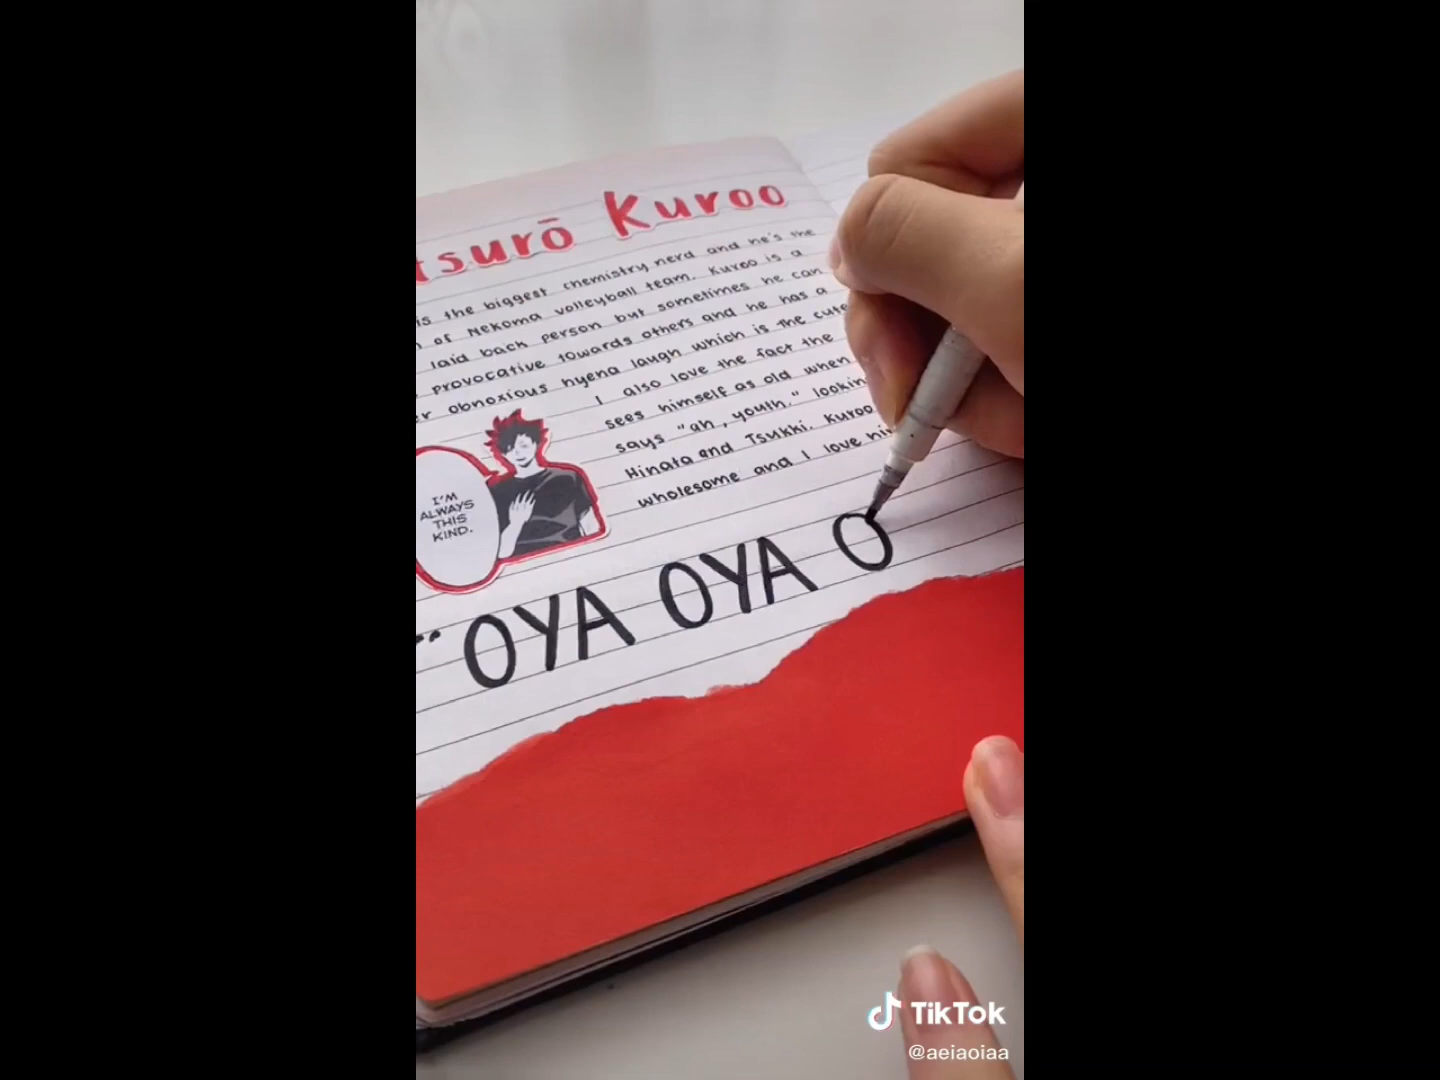 tsurō Kuroo
is the biggest chemistry nerd and he's the
of Nekoma volleyball team. Kuroo is a
laid back person but sometimes he can
provocative towards others and he has a
obnoxious hyena laugh which is the cute
I also love the fact the
sees himself as old when
says "ah, youth." lookin
Hinata and Tsukki. Kuroo
wholesome and I love hi
I'M
ALWAYS
THIS
KIND.
"OYA OYA O
TikTok
@aeiaoiaa